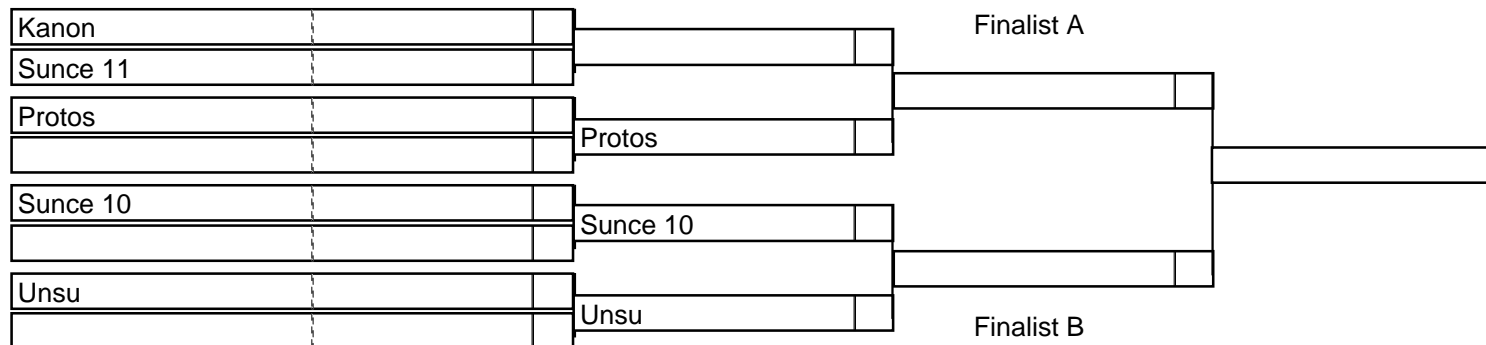 Kanon
Finalist A
Sunce 11
Protos
Protos
Sunce 10
Sunce 10
Unsu
Unsu
Finalist B